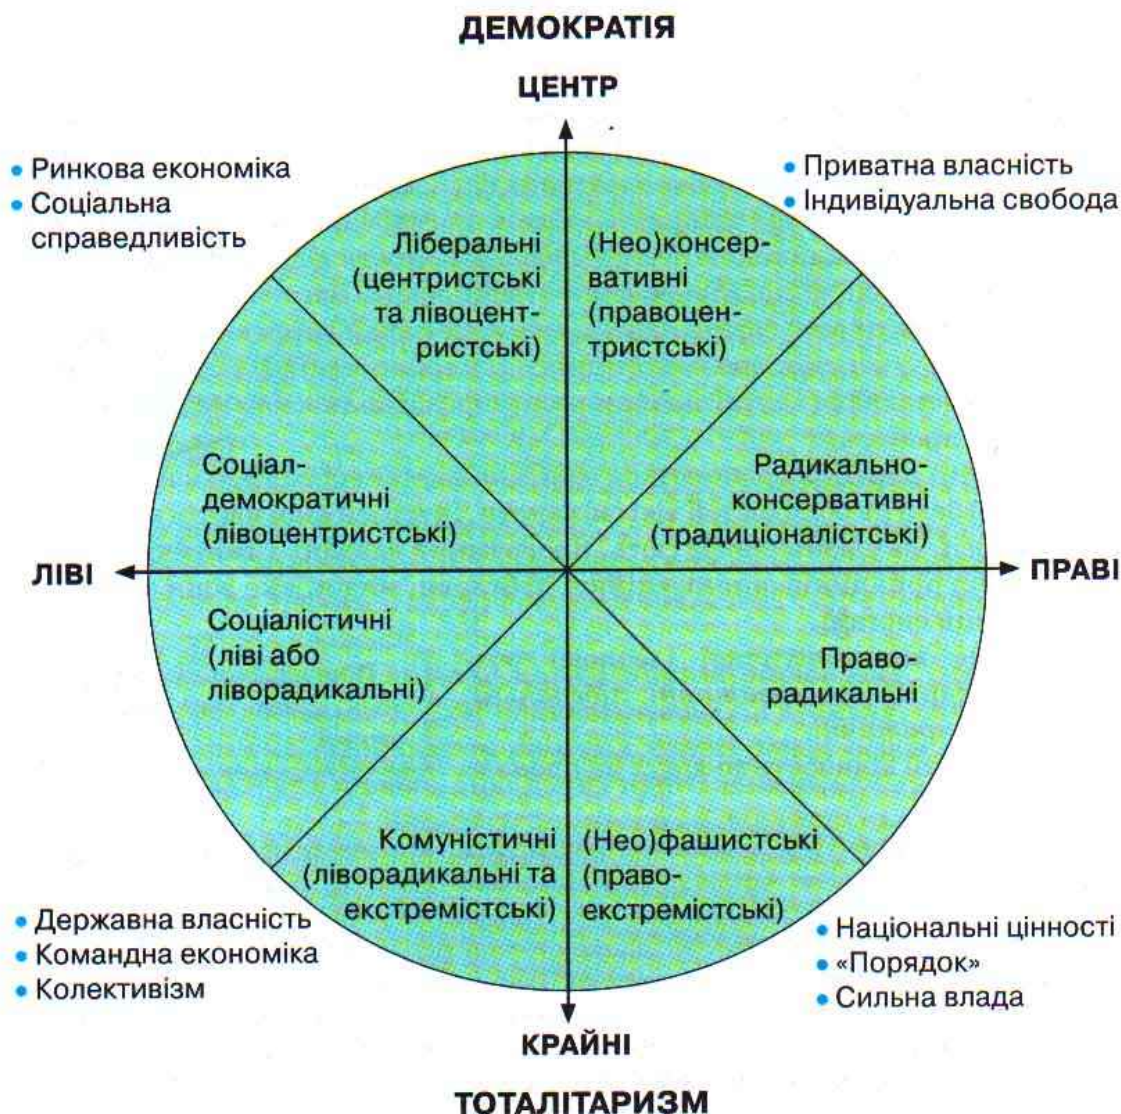 ДЕМОКРАТІЯ
ЦЕНТР
• Ринкова економіка
• Соціальна
справедливість
• Приватна власність
• Індивідуальна свобода
Ліберальні
(центристські
та лівоцент-
ристські)
(Нео)консер-
вативні
(правоцен-
тристські)
Соціал-
демократичні
(лівоцентристські)
Радикально-
консервативні
(традиціоналістські)
ЛІВІ
ПРАВІ
Соціалістичні
(ліві або
ліворадикальні)
Право-
радикальні
Комуністичні
(ліворадикальні та
екстремістські)
(Нео)фашистські
(право-
екстремістські)
• Державна власність
• Командна економіка
• Колективізм
• Національні цінності
• «Порядок»
• Сильна влада
КРАЙНІ
ТОТАЛІТАРИЗМ